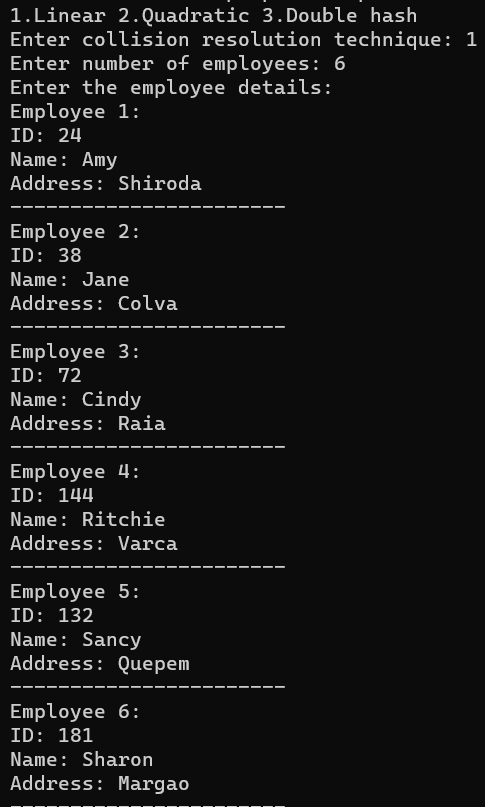 1.Linear 2.Quadratic 3.Double hash
Enter collision resolution technique: 1
Enter number of employees: 6
Enter the employee details:
Employee 1:
ID: 24
Name: Amy
Address: Shiroda
-----------------------
Employee 2:
ID: 38
Name: Jane
Address: Colva
-----------------------
Employee 3:
ID: 72
Name: Cindy
Address: Raia
-----------------------
Employee 4:
ID: 144
Name: Ritchie
Address: Varca
-----------------------
Employee 5:
ID: 132
Name: Sancy
Address: Quepem
-----------------------
Employee 6:
ID: 181
Name: Sharon
Address: Margao
-----------------------